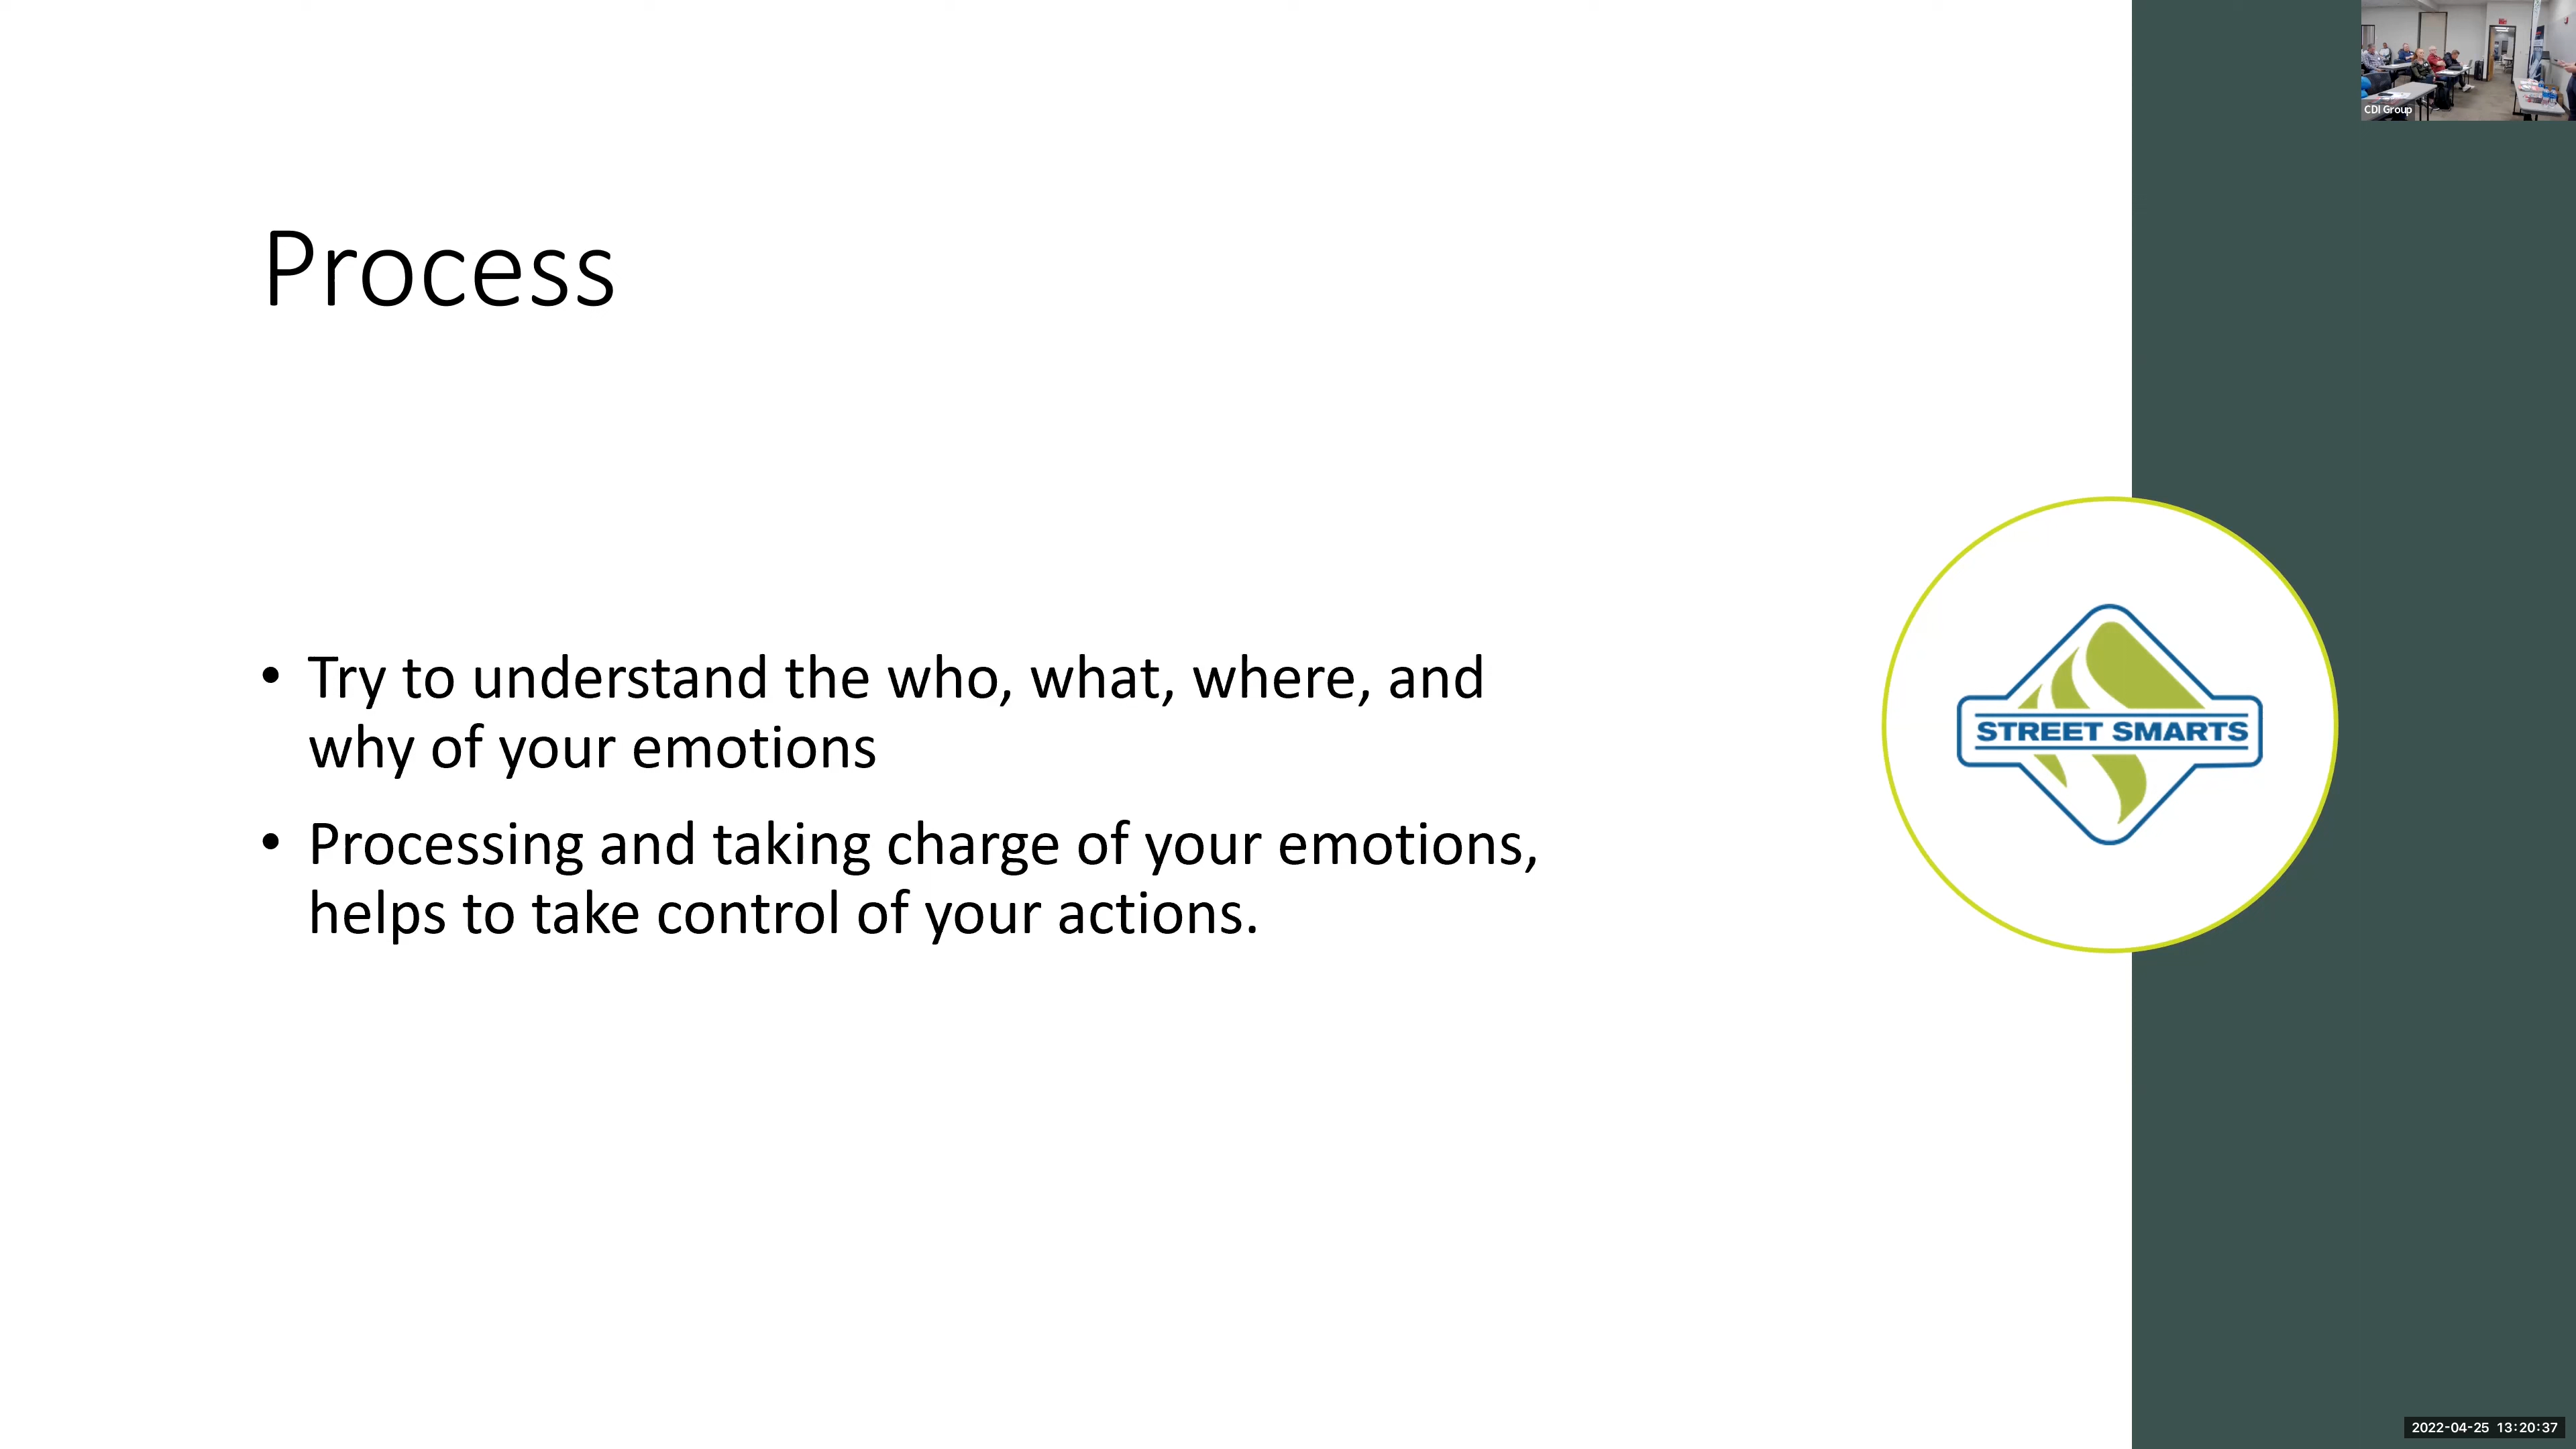 CDI Group
Process
• Try to understand the who, what, where, and
why of your emotions
• Processing and taking charge of your emotions,
helps to take control of your actions.
STREET SMARTS
2022-04-25 13:20:37